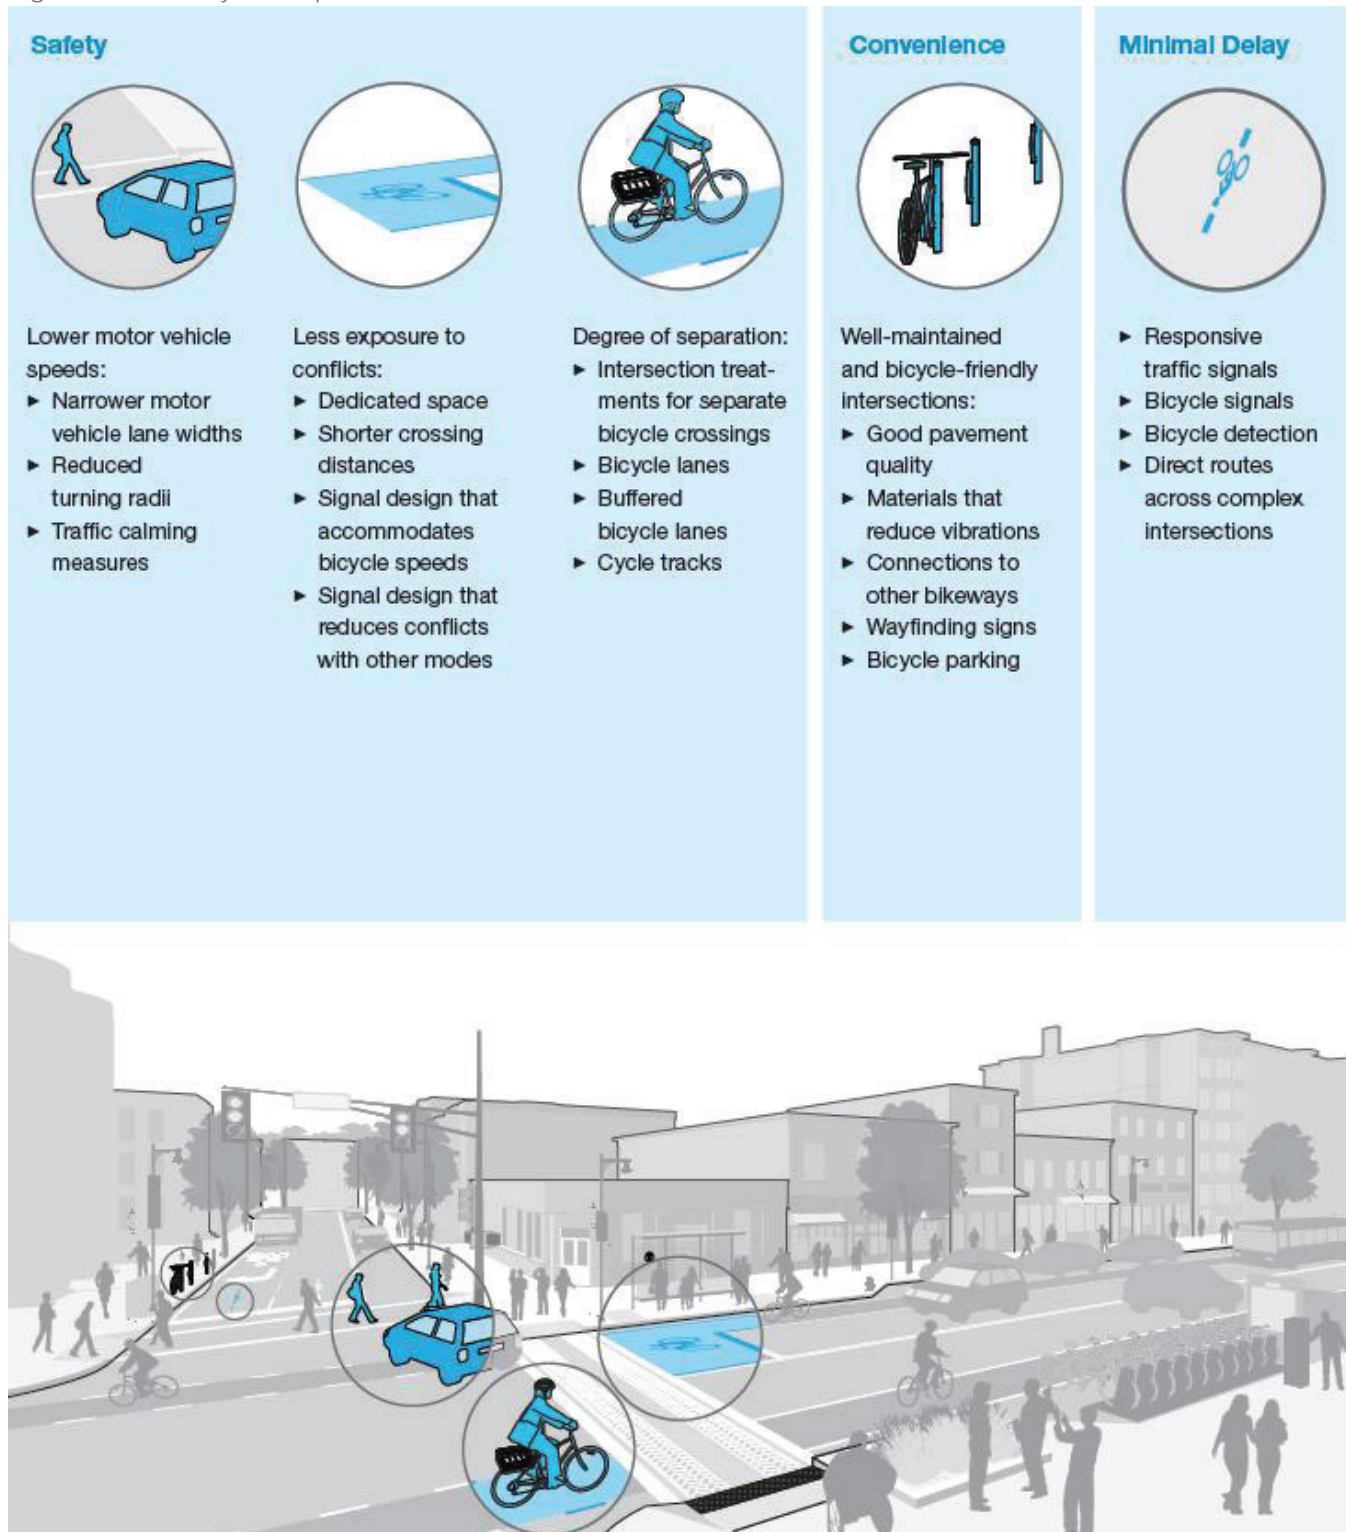 Safety
Lower motor vehicle
speeds:
► Narrower motor
vehicle lane widths
► Reduced
turning radii
► Traffic calming
measures
Less exposure to
conflicts:
► Dedicated space
► Shorter crossing
distances
► Signal design that
accommodates
bicycle speeds
► Signal design that
reduces conflicts
with other modes
Degree of separation:
► Intersection treat-
ments for separate
bicycle crossings
► Bicycle lanes
► Buffered
bicycle lanes
► Cycle tracks
Convenience
Well-maintained
and bicycle-friendly
intersections:
► Good pavement
quality
► Materials that
reduce vibrations
► Connections to
other bikeways
► Wayfinding signs
► Bicycle parking
Minimal Delay
► Responsive
traffic signals
► Bicycle signals
► Bicycle detection
► Direct routes
across complex
intersections